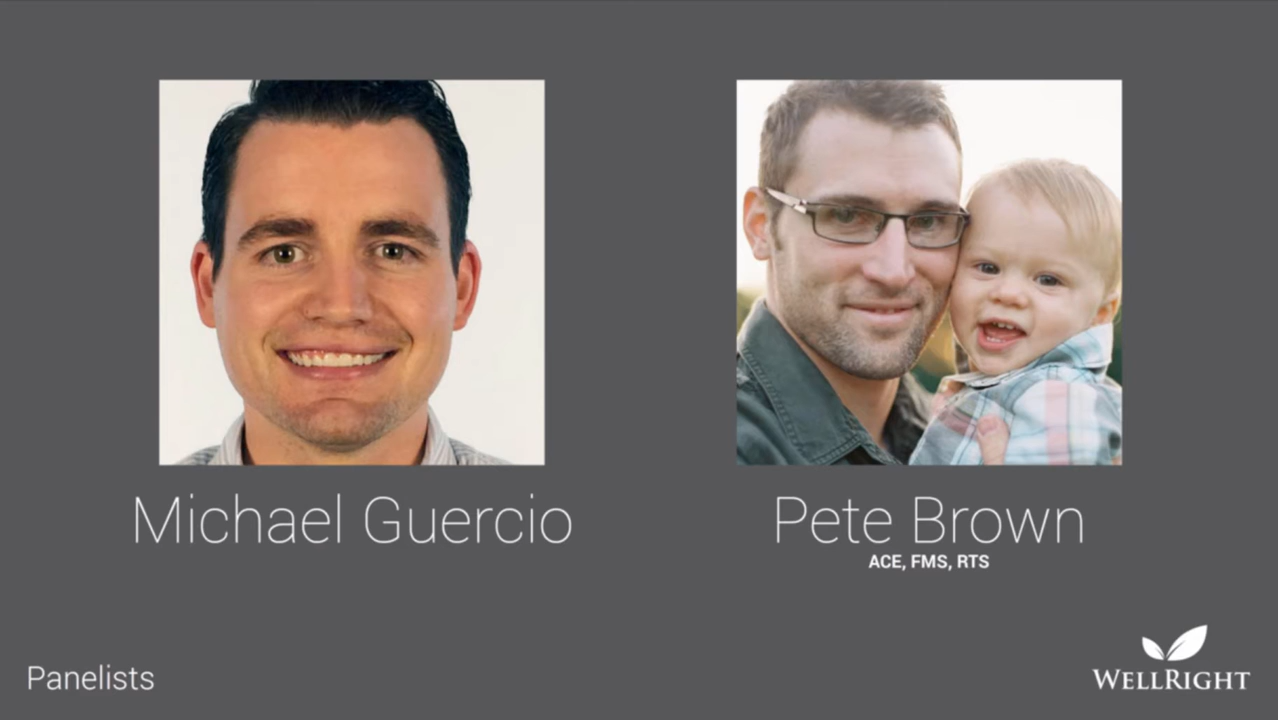 Michael Guercio
Pete Brown
ACE, FMS, RTS
Panelists
WELLRIGHT